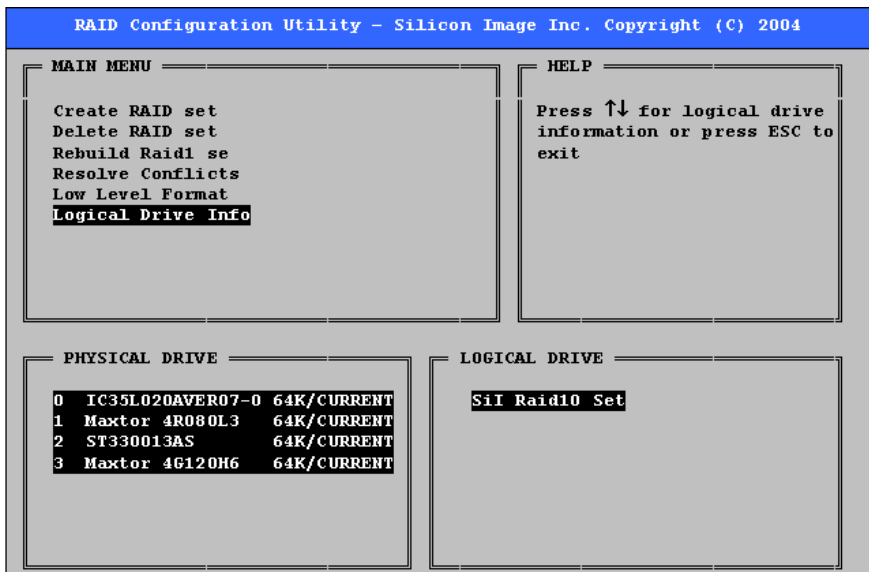 RAID Configuration Utility – Silicon Image Inc. Copyright (C) 2004
MAIN MENU
Create RAID set
Delete RAID set
Rebuild Raid1 se
Resolve Conflicts
Low Level Format
Logical Drive Info
HELP
Press ↑↓ for logical drive
information or press ESC to
exit
PHYSICAL DRIVE
0 IC35L020AVER07-0 64K/CURRENT
1 Maxtor 4R080L3 64K/CURRENT
2 ST330013AS 64K/CURRENT
3 Maxtor 4G120H6 64K/CURRENT
LOGICAL DRIVE
SiI Raid10 Set